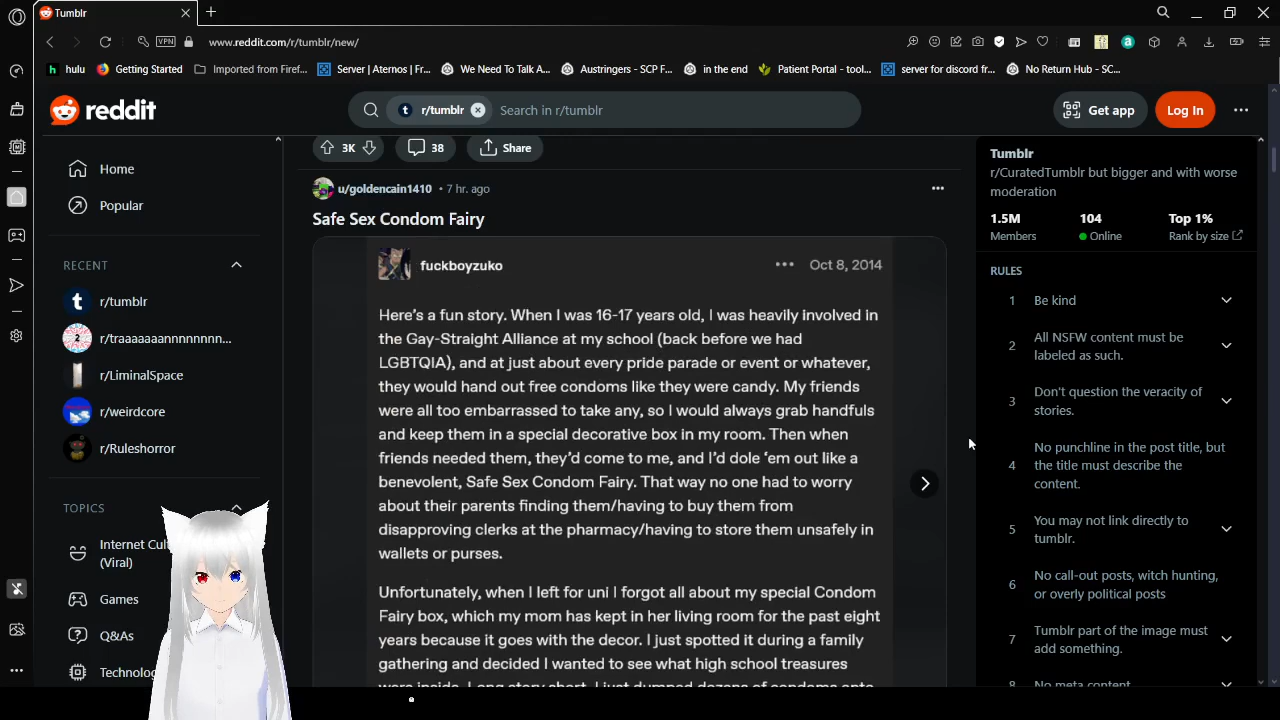 Tumblr
VPN
www.reddit.com/r/tumblr/new/
hulu
Getting Started
Imported from Firef...
Server | Aternos | Fr...
We Need To Talk A...
Austringers - SCP F...
in the end
Patient Portal - tool...
server for discord fr...
No Return Hub - SC...
reddit
r/tumblr
Search in r/tumblr
Get app
Log In
Home
Popular
RECENT
r/tumblr
r/traaaaaaannnnnnnn...
r/LiminalSpace
r/weirdcore
r/Ruleshorror
TOPICS
Internet Cul
(Viral)
Games
Q&As
Technolog
3K
38
Share
u/goldencain1410 • 7 hr. ago
Safe Sex Condom Fairy
fuckboyzuko
Oct 8, 2014
Here's a fun story. When I was 16-17 years old, I was heavily involved in
the Gay-Straight Alliance at my school (back before we had
LGBTQIA), and at just about every pride parade or event or whatever,
they would hand out free condoms like they were candy. My friends
were all too embarrassed to take any, so I would always grab handfuls
and keep them in a special decorative box in my room. Then when
friends needed them, they'd come to me, and I'd dole 'em out like a
benevolent, Safe Sex Condom Fairy. That way no one had to worry
about their parents finding them/having to buy them from
disapproving clerks at the pharmacy/having to store them unsafely in
wallets or purses.
Unfortunately, when I left for uni I forgot all about my special Condom
Fairy box, which my mom has kept in her living room for the past eight
years because it goes with the decor. I just spotted it during a family
gathering and decided I wanted to see what high school treasures
were inside. Long story short, I just dumped dozens of condoms onto
Tumblr
r/CuratedTumblr but bigger and with worse
moderation
1.5M
104
Top 1%
Members
Online
Rank by size
RULES
1
Be kind
2
All NSFW content must be
labeled as such.
3
Don't question the veracity of
stories.
4
No punchline in the post title, but
the title must describe the
content.
5
You may not link directly to
tumblr.
6
No call-out posts, witch hunting,
or overly political posts
7
Tumblr part of the image must
add something.
8
No meta content